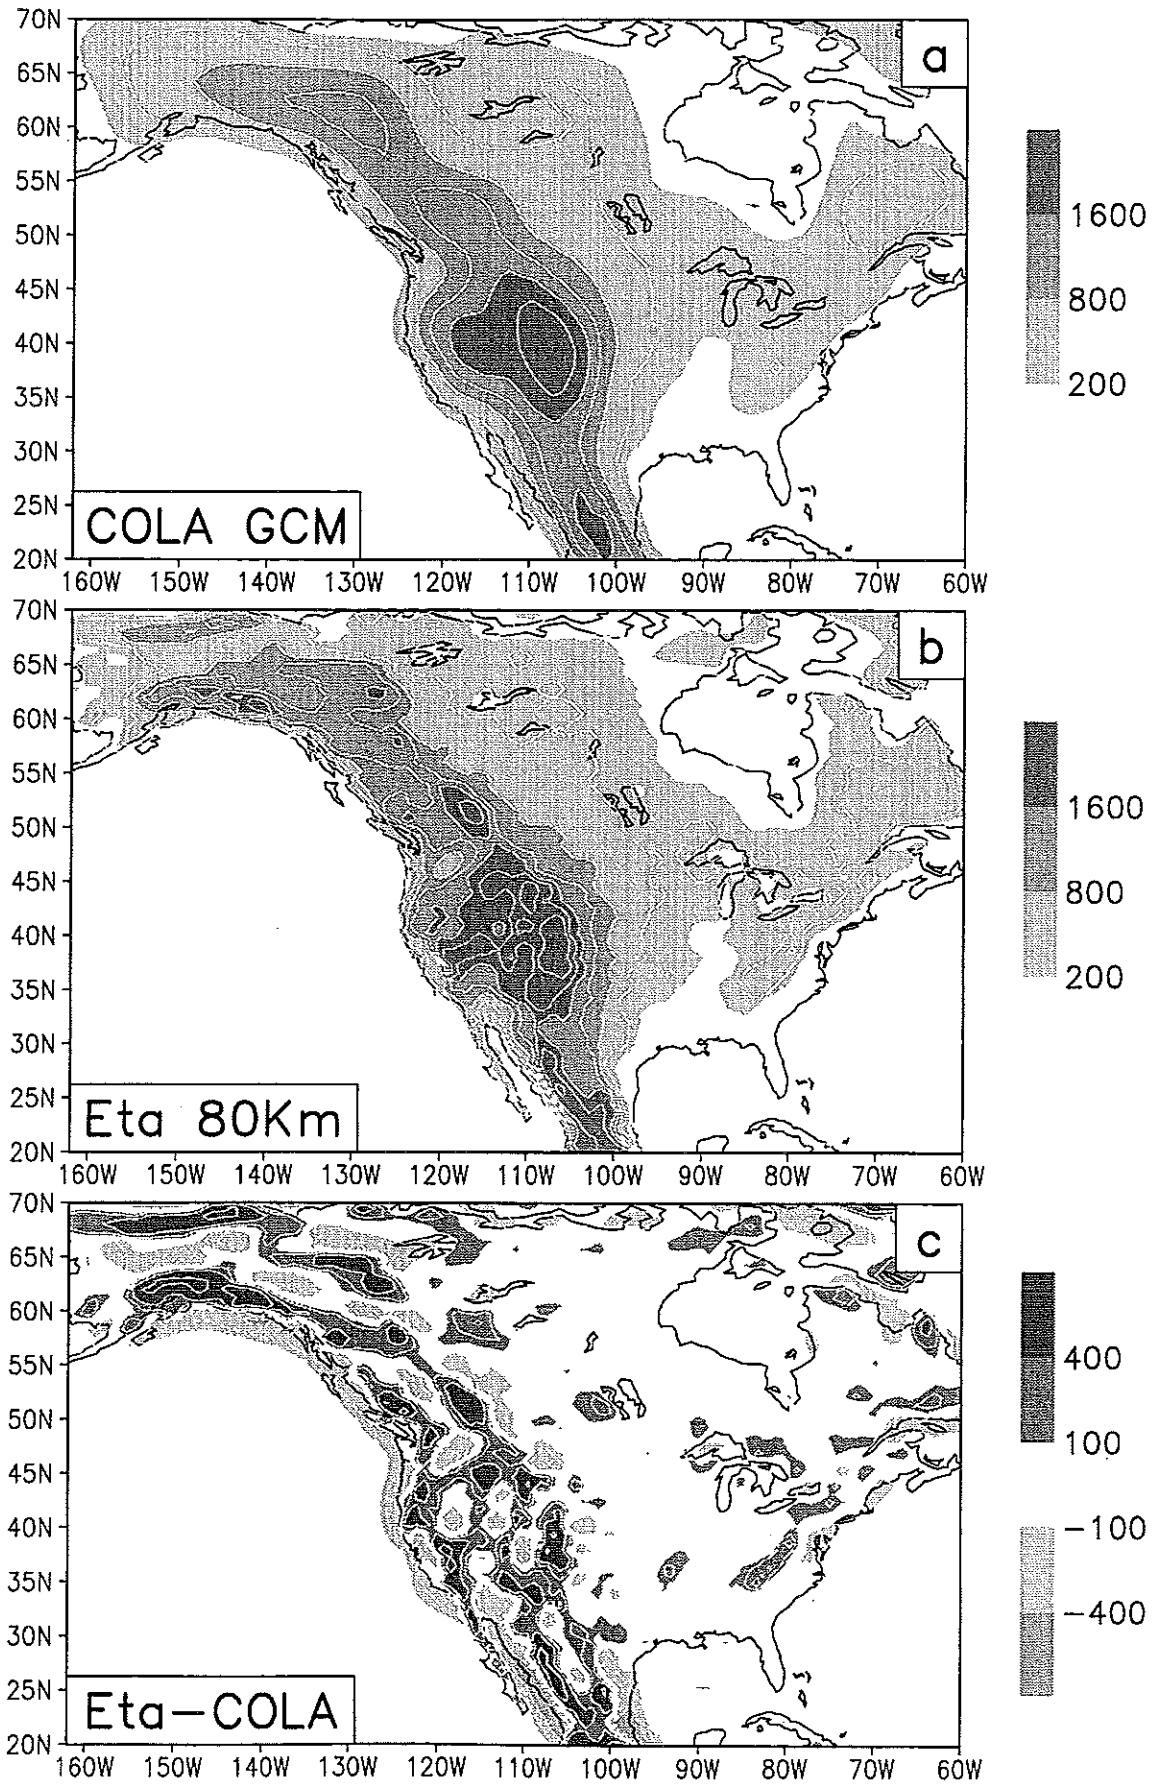 70N
a
65N
60N
55N
50N
1600
45N
800
40N
200
35N
30N
25N
COLA GCM
20N
160W 150W 140W 130W 120W 110W 100W 90W 80W 70W 60W
70N
b
65N
60N
55N
50N
1600
45N
800
40N
200
35N
30N
25N
Eta 80Km
20N
160W 150W 140W 130W 120W 110W 100W 90W 80W 70W 60W
70N
c
65N
60N
55N
400
50N
100
45N
40N
-100
35N
-400
30N
25N
Eta-COLA
20N
160W 150W 140W 130W 120W 110W 100W 90W 80W 70W 60W